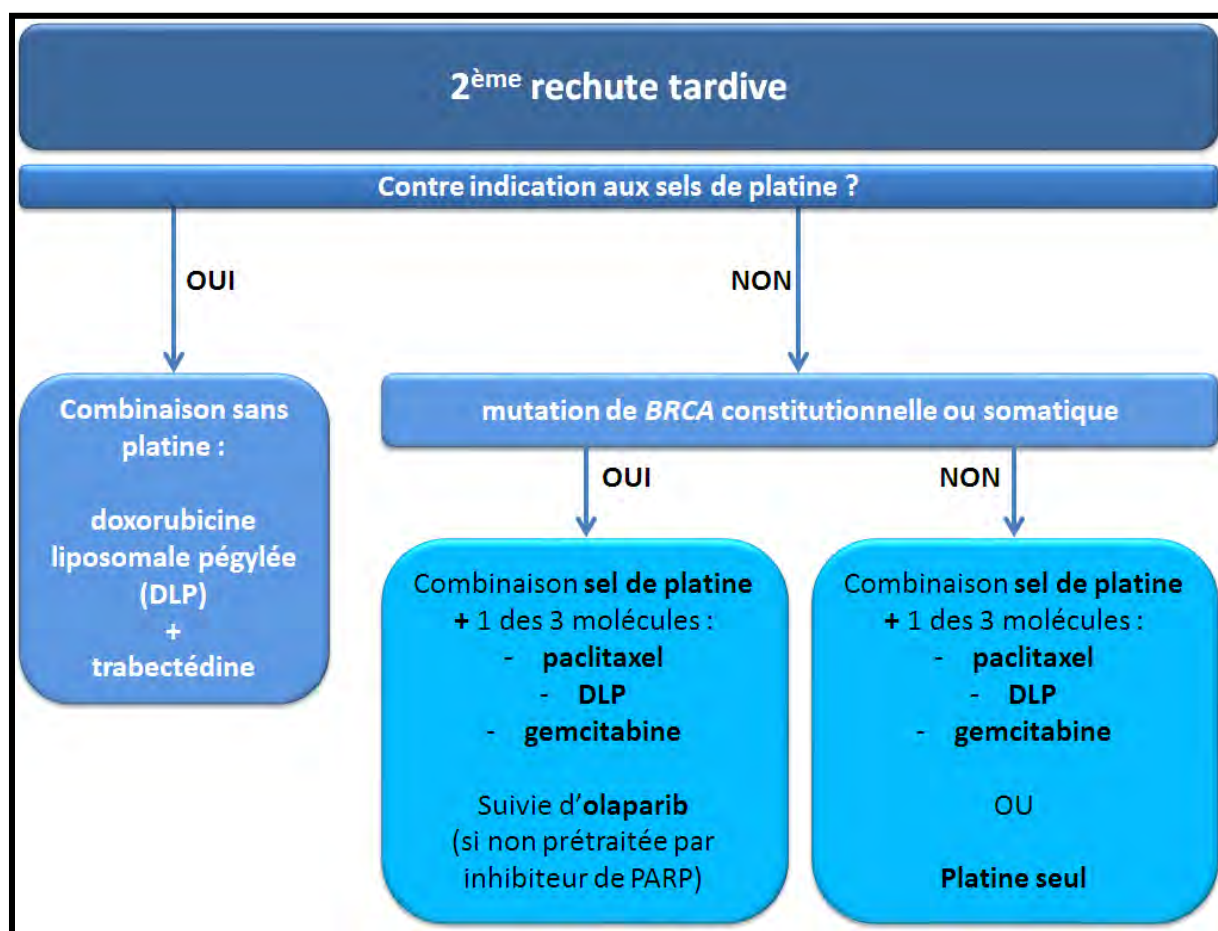 2ème rechute tardive
Contre indication aux sels de platine ?
OUI
NON
Combinaison sans
platine :
doxorubicine
liposomale pégylée
(DLP)
+
trabectédine
mutation de BRCA constitutionnelle ou somatique
OUI
NON
Combinaison sel de platine
+ 1 des 3 molécules :
- paclitaxel
- DLP
- gemcitabine
Suivie d’olaparib
(si non prétraitée par
inhibiteur de PARP)
Combinaison sel de platine
+ 1 des 3 molécules :
- paclitaxel
- DLP
- gemcitabine
OU
Platine seul